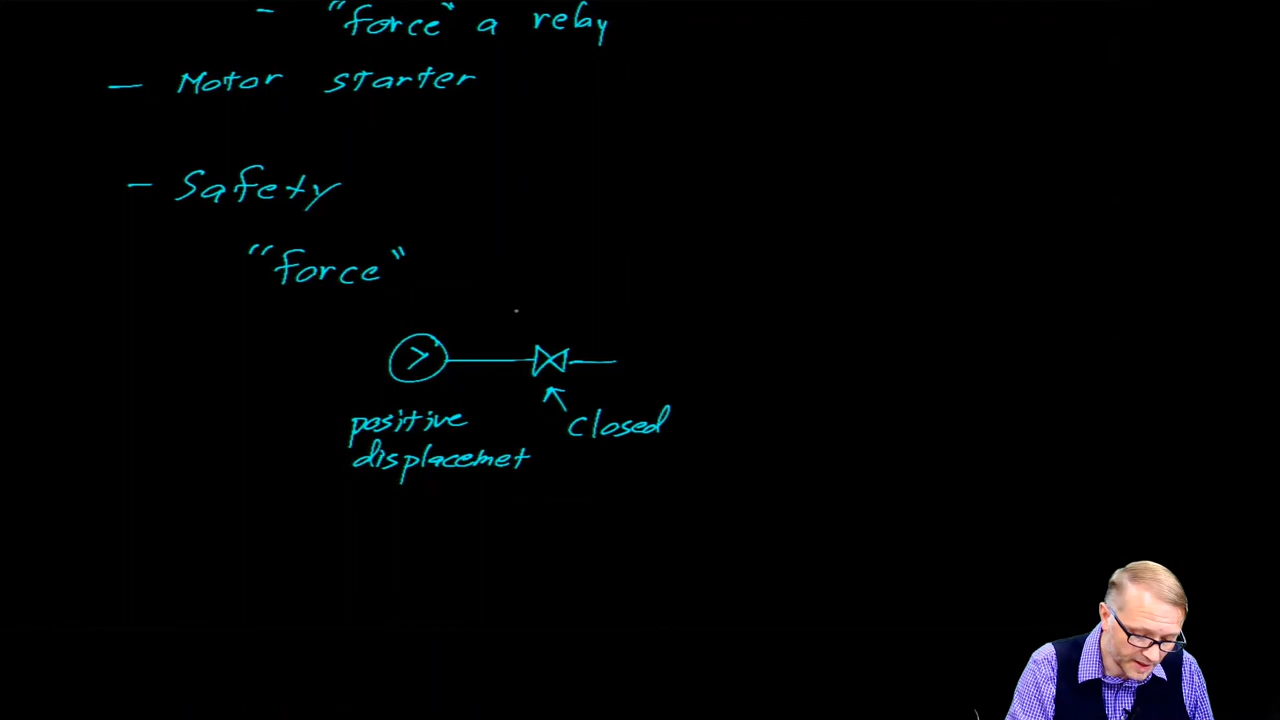 - "force" a relay
- Motor starter
- Safety
"force"
closed
positive
displacemet